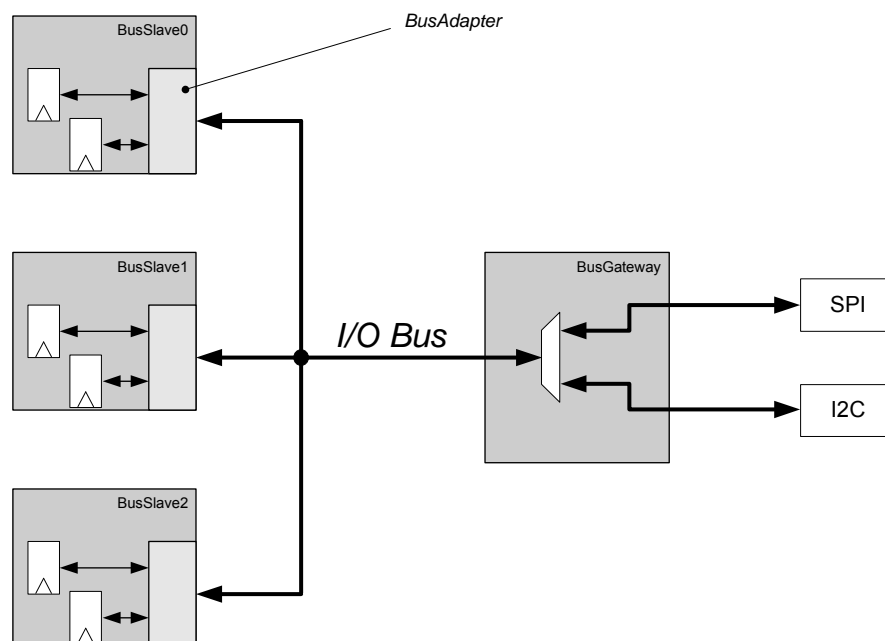 BusSlave0
BusAdapter
BusSlave1
BusGateway
SPI
I/O Bus
I2C
BusSlave2